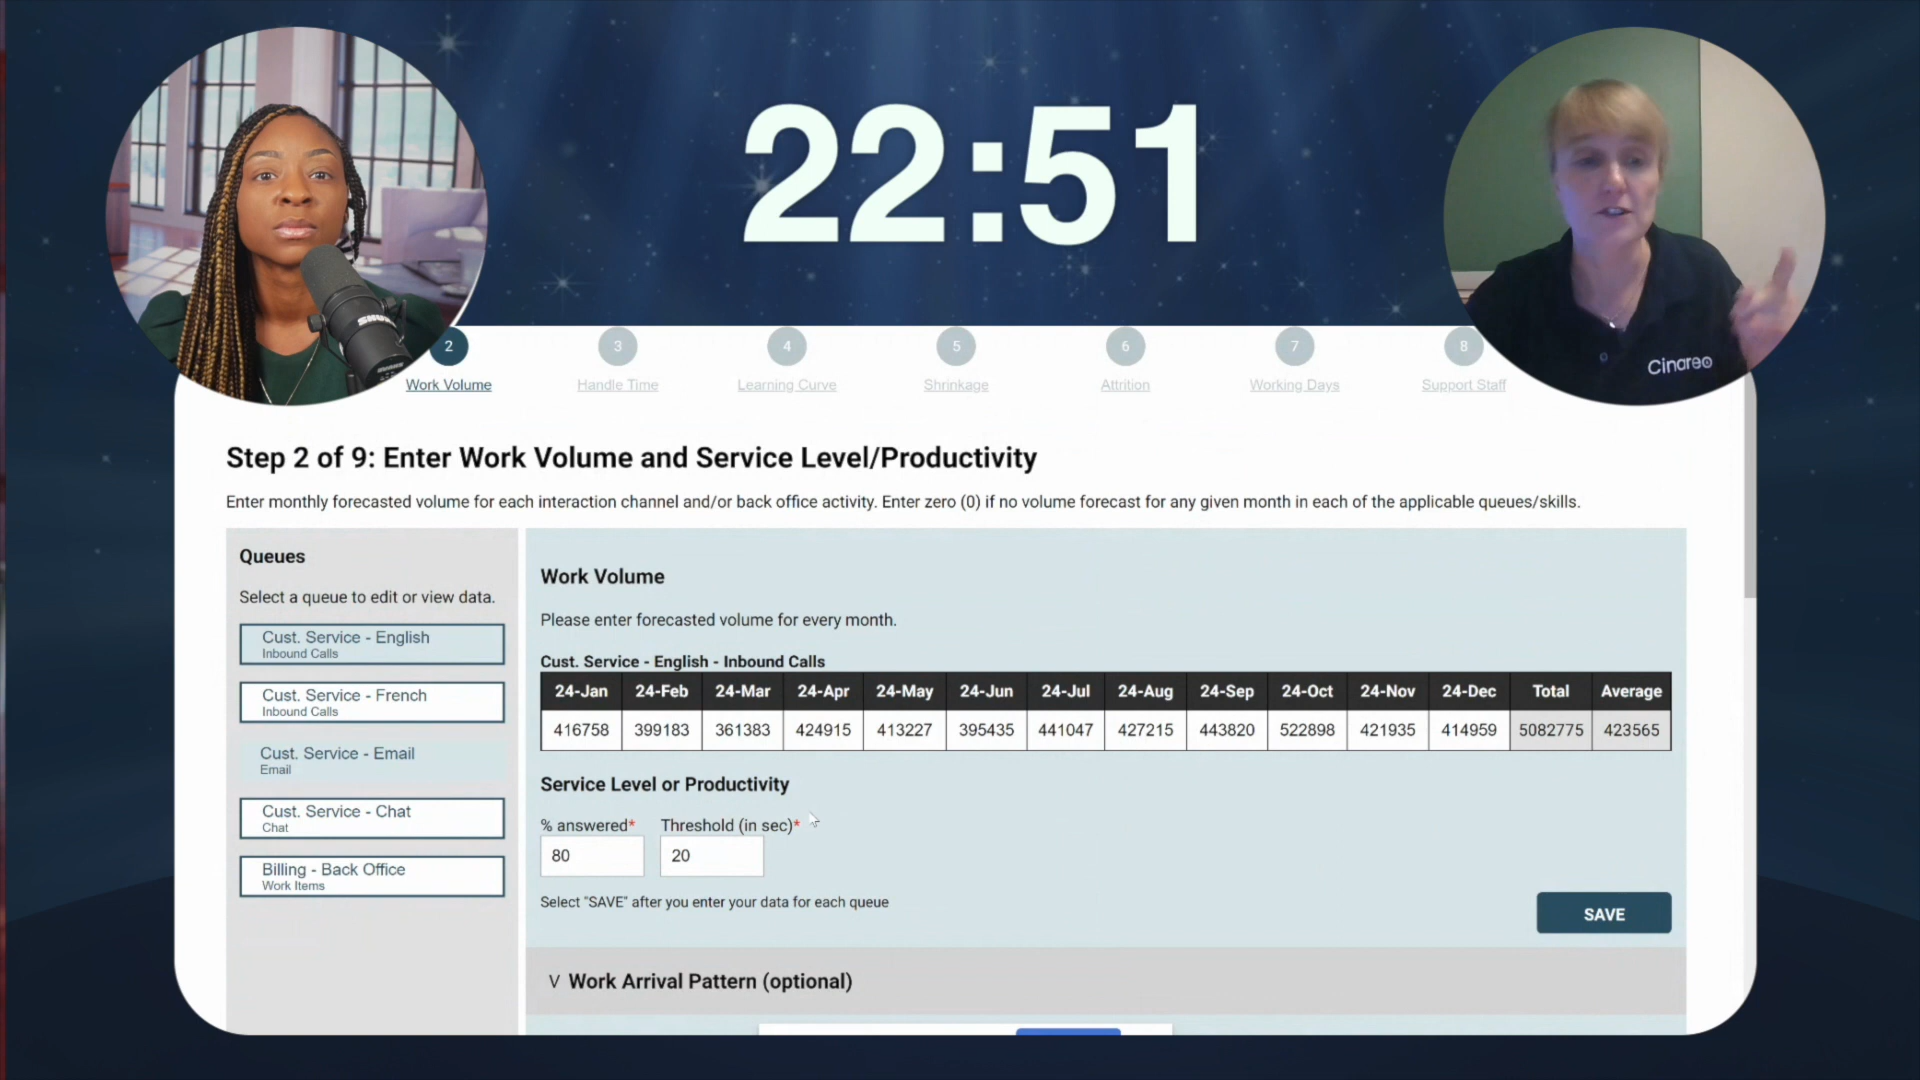 22:51
SHURE
Cinareo
2
3
4
5
6
7
8
Work Volume
Handle Time
Learning Curve
Shrinkage
Attrition
Working Days
Support Staff
Step 2 of 9: Enter Work Volume and Service Level/Productivity
Enter monthly forecasted volume for each interaction channel and/or back office activity. Enter zero (0) if no volume forecast for any given month in each of the applicable queues/skills.
Queues
Select a queue to edit or view data.
Cust. Service - English
Inbound Calls
Cust. Service - French
Inbound Calls
Cust. Service - Email
Email
Cust. Service - Chat
Chat
Billing - Back Office
Work Items
Work Volume
Please enter forecasted volume for every month.
Cust. Service - English - Inbound Calls
24-Jan 24-Feb 24-Mar 24-Apr 24-May 24-Jun 24-Jul 24-Aug 24-Sep 24-Oct 24-Nov 24-Dec Total Average
416758 399183 361383 424915 413227 395435 441047 427215 443820 522898 421935 414959 5082775 423565
Service Level or Productivity
% answered* Threshold (in sec)*
80 20
Select "SAVE" after you enter your data for each queue
SAVE
V Work Arrival Pattern (optional)